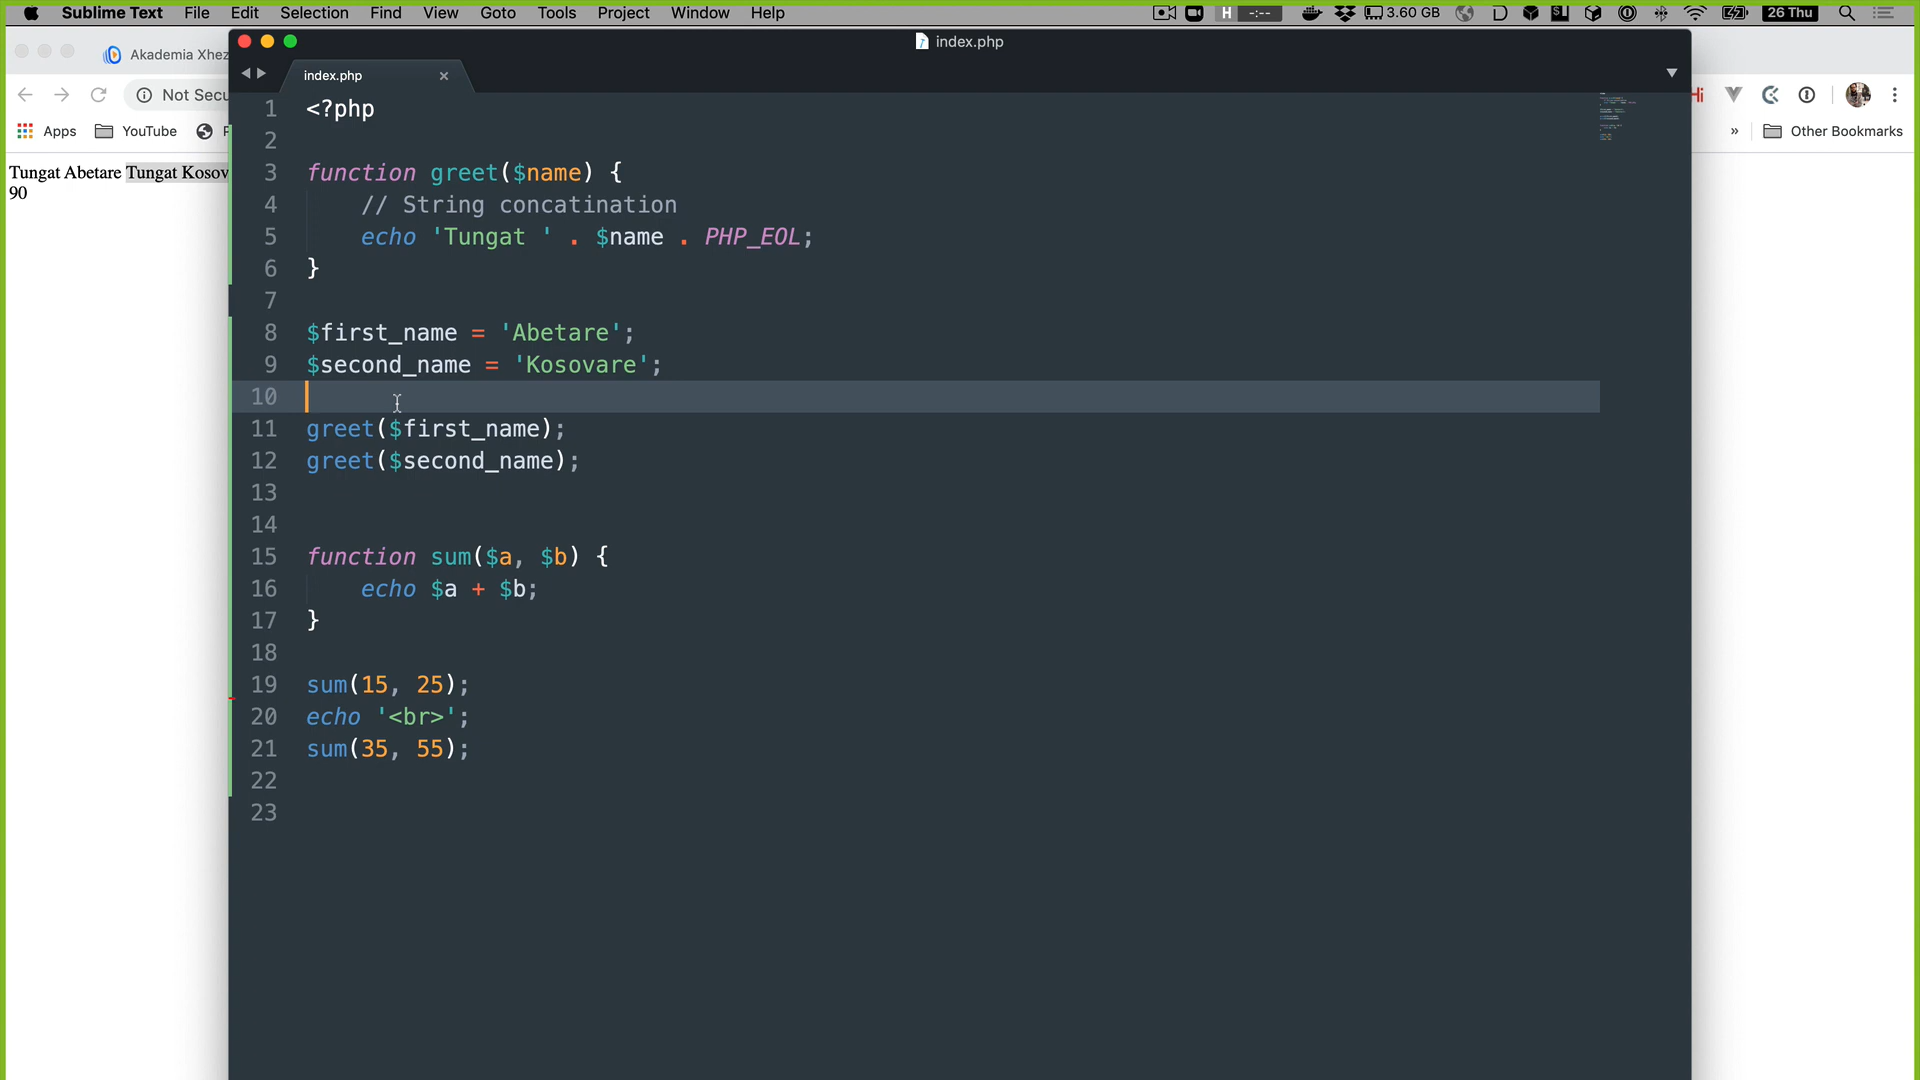 Sublime Text File Edit Selection Find View Goto Tools Project Window Help H -:-- 3.60 GB 26 Thu
index.php
Akademia Xhez
index.php
Not Secu
Apps YouTube » Other Bookmarks
Tungat Abetare Tungat Kosov
90
1 <?php
2
3 function greet($name) {
4 // String concatination
5 echo 'Tungat ' . $name . PHP_EOL;
6 }
7
8 $first_name = 'Abetare';
9 $second_name = 'Kosovare';
10
11 greet($first_name);
12 greet($second_name);
13
14
15 function sum($a, $b) {
16 echo $a + $b;
17 }
18
19 sum(15, 25);
20 echo '<br>';
21 sum(35, 55);
22
23